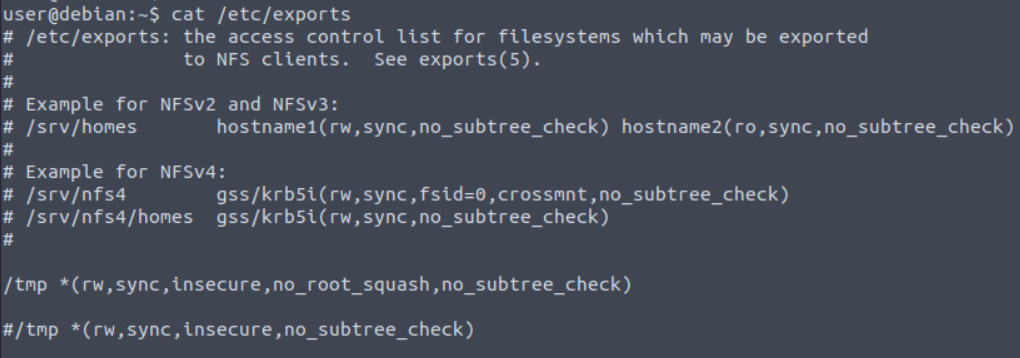 user@debian:~$ cat /etc/exports
# /etc/exports: the access control list for filesystems which may be exported
#               to NFS clients.  See exports(5).
#
# Example for NFSv2 and NFSv3:
# /srv/homes       hostname1(rw,sync,no_subtree_check) hostname2(ro,sync,no_subtree_check)
#
# Example for NFSv4:
# /srv/nfs4        gss/krb5i(rw,sync,fsid=0,crossmnt,no_subtree_check)
# /srv/nfs4/homes  gss/krb5i(rw,sync,no_subtree_check)
#
/tmp *(rw,sync,insecure,no_root_squash,no_subtree_check)
#/tmp *(rw,sync,insecure,no_subtree_check)